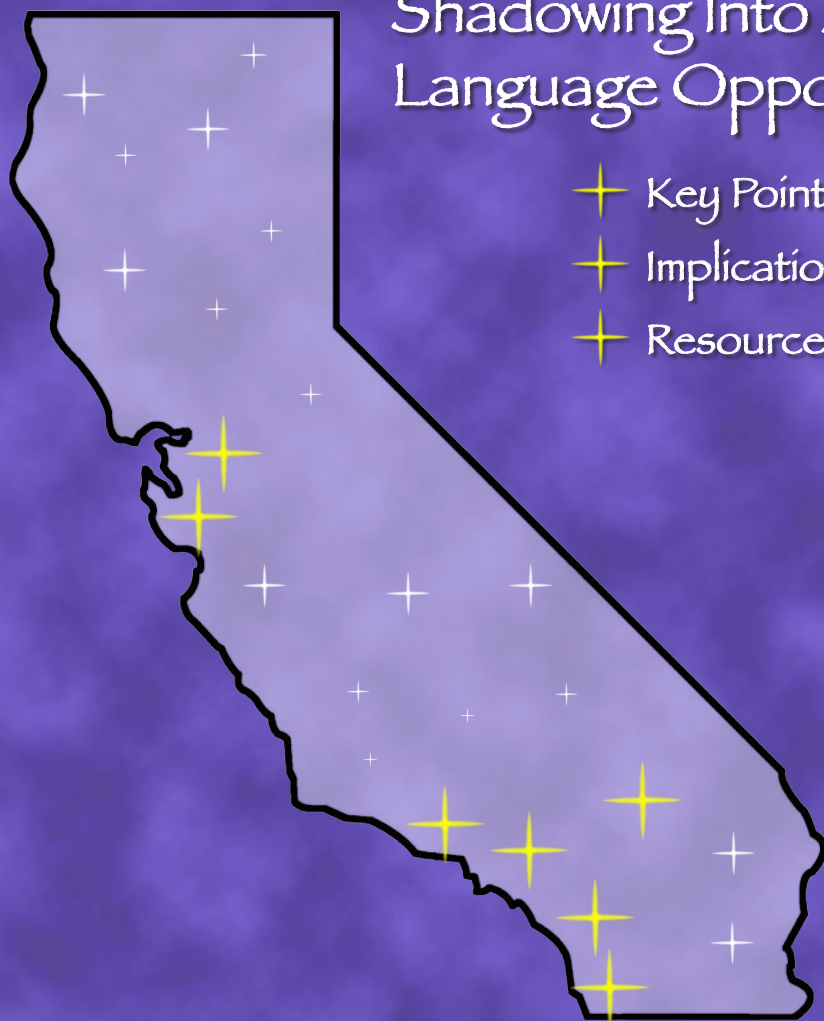 Shadowing Into
Language Oppo
Key Point
Implicatio
Resource